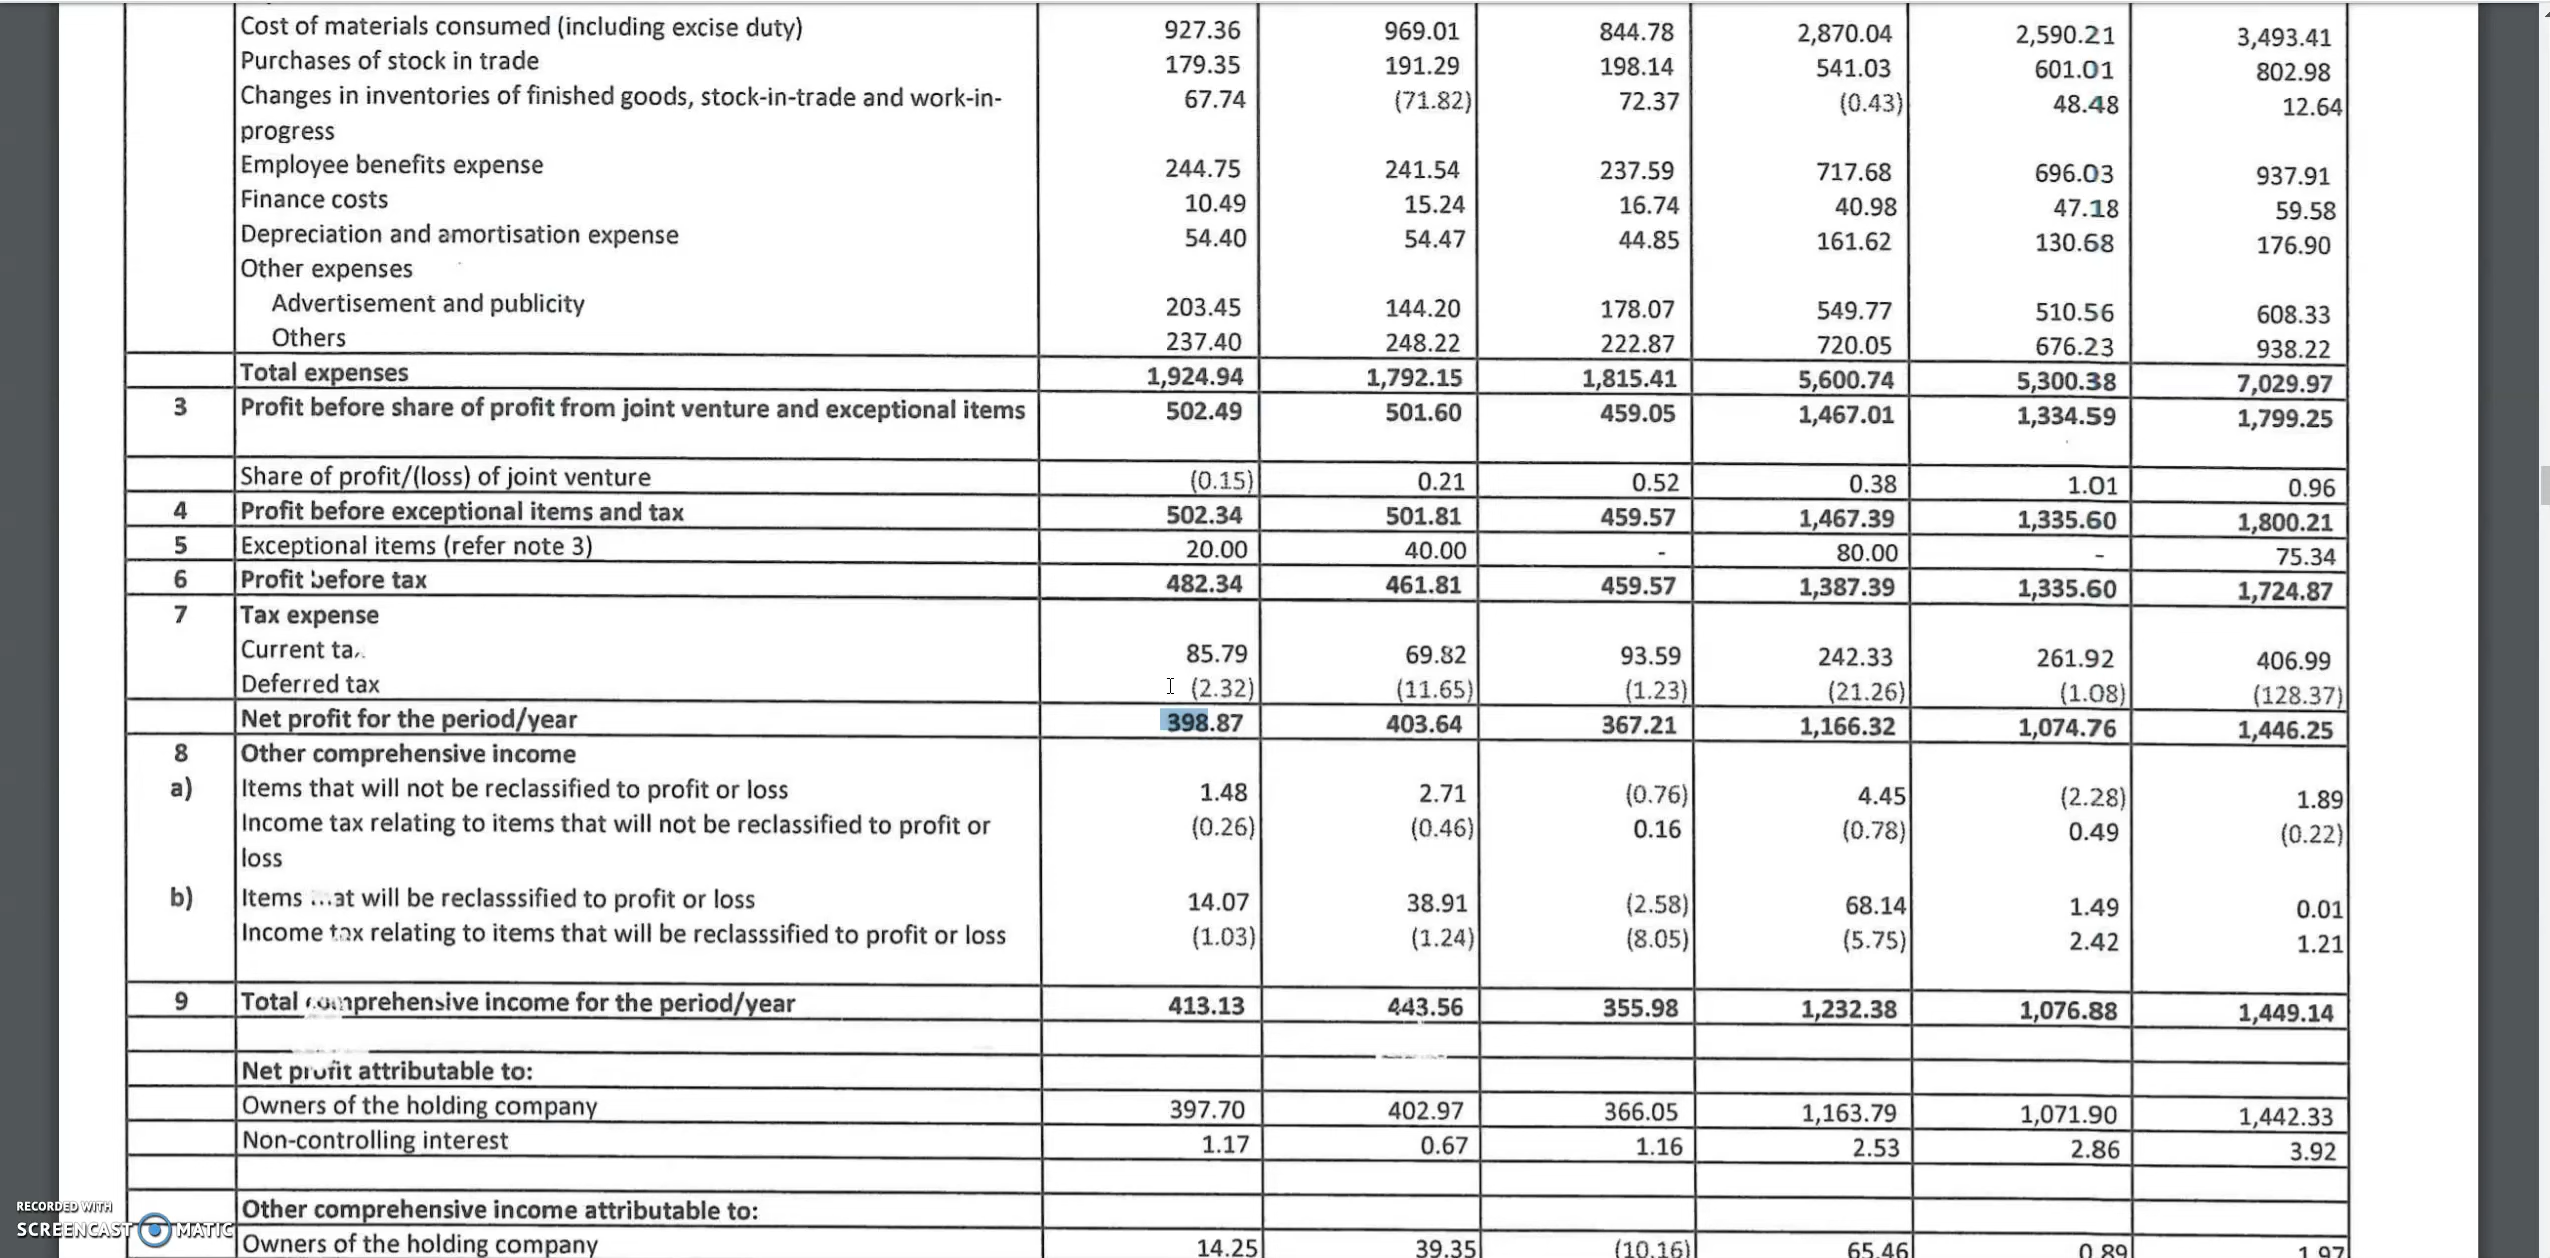 Cost of materials consumed (including excise duty) 927.36 969.01 844.78 2,870.04 2,590.21 3,493.41
Purchases of stock in trade 179.35 191.29 198.14 541.03 601.01 802.98
Changes in inventories of finished goods, stock-in-trade and work-in- 67.74 (71.82) 72.37 (0.43) 48.48 12.64
progress
Employee benefits expense 244.75 241.54 237.59 717.68 696.03 937.91
Finance costs 10.49 15.24 16.74 40.98 47.18 59.58
Depreciation and amortisation expense 54.40 54.47 44.85 161.62 130.68 176.90
Other expenses
Advertisement and publicity 203.45 144.20 178.07 549.77 510.56 608.33
Others 237.40 248.22 222.87 720.05 676.23 938.22
Total expenses 1,924.94 1,792.15 1,815.41 5,600.74 5,300.38 7,029.97
3 Profit before share of profit from joint venture and exceptional items 502.49 501.60 459.05 1,467.01 1,334.59 1,799.25
Share of profit/(loss) of joint venture (0.15) 0.21 0.52 0.38 1.01 0.96
4 Profit before exceptional items and tax 502.34 501.81 459.57 1,467.39 1,335.60 1,800.21
5 Exceptional items (refer note 3) 20.00 40.00 - 80.00 - 75.34
6 Profit before tax 482.34 461.81 459.57 1,387.39 1,335.60 1,724.87
7 Tax expense
Current ta 85.79 69.82 93.59 242.33 261.92 406.99
Deferred tax (2.32) (11.65) (1.23) (21.26) (1.08) (128.37)
Net profit for the period/year 398.87 403.64 367.21 1,166.32 1,074.76 1,446.25
8 Other comprehensive income
a) Items that will not be reclassified to profit or loss 1.48 2.71 (0.76) 4.45 (2.28) 1.89
Income tax relating to items that will not be reclassified to profit or (0.26) (0.46) 0.16 (0.78) 0.49 (0.22)
loss
b) Items that will be reclasssified to profit or loss 14.07 38.91 (2.58) 68.14 1.49 0.01
Income tax relating to items that will be reclasssified to profit or loss (1.03) (1.24) (8.05) (5.75) 2.42 1.21
9 Total comprehensive income for the period/year 413.13 443.56 355.98 1,232.38 1,076.88 1,449.14
Net profit attributable to:
Owners of the holding company 397.70 402.97 366.05 1,163.79 1,071.90 1,442.33
Non-controlling interest 1.17 0.67 1.16 2.53 2.86 3.92
Other comprehensive income attributable to:
Owners of the holding company 14.25 39.35 (10.16) 65.46 0.89 1.97
RECORDED WITH
SCREENCAST MATIC